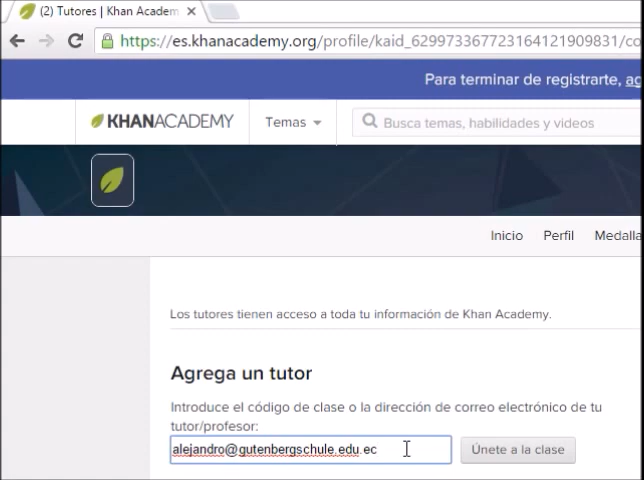 (2) Tutores | Khan Academ
https://es.khanacademy.org/profile/kaid_629973367723164121909831/co
Para terminar de registrarte, ag
KHANACADEMY
Temas
Busca temas, habilidades y videos
Inicio Perfil Medalla
Los tutores tienen acceso a toda tu información de Khan Academy.
Agrega un tutor
Introduce el código de clase o la dirección de correo electrónico de tu
tutor/profesor:
alejandro@gutenbergschule.edu.ec
Únete a la clase